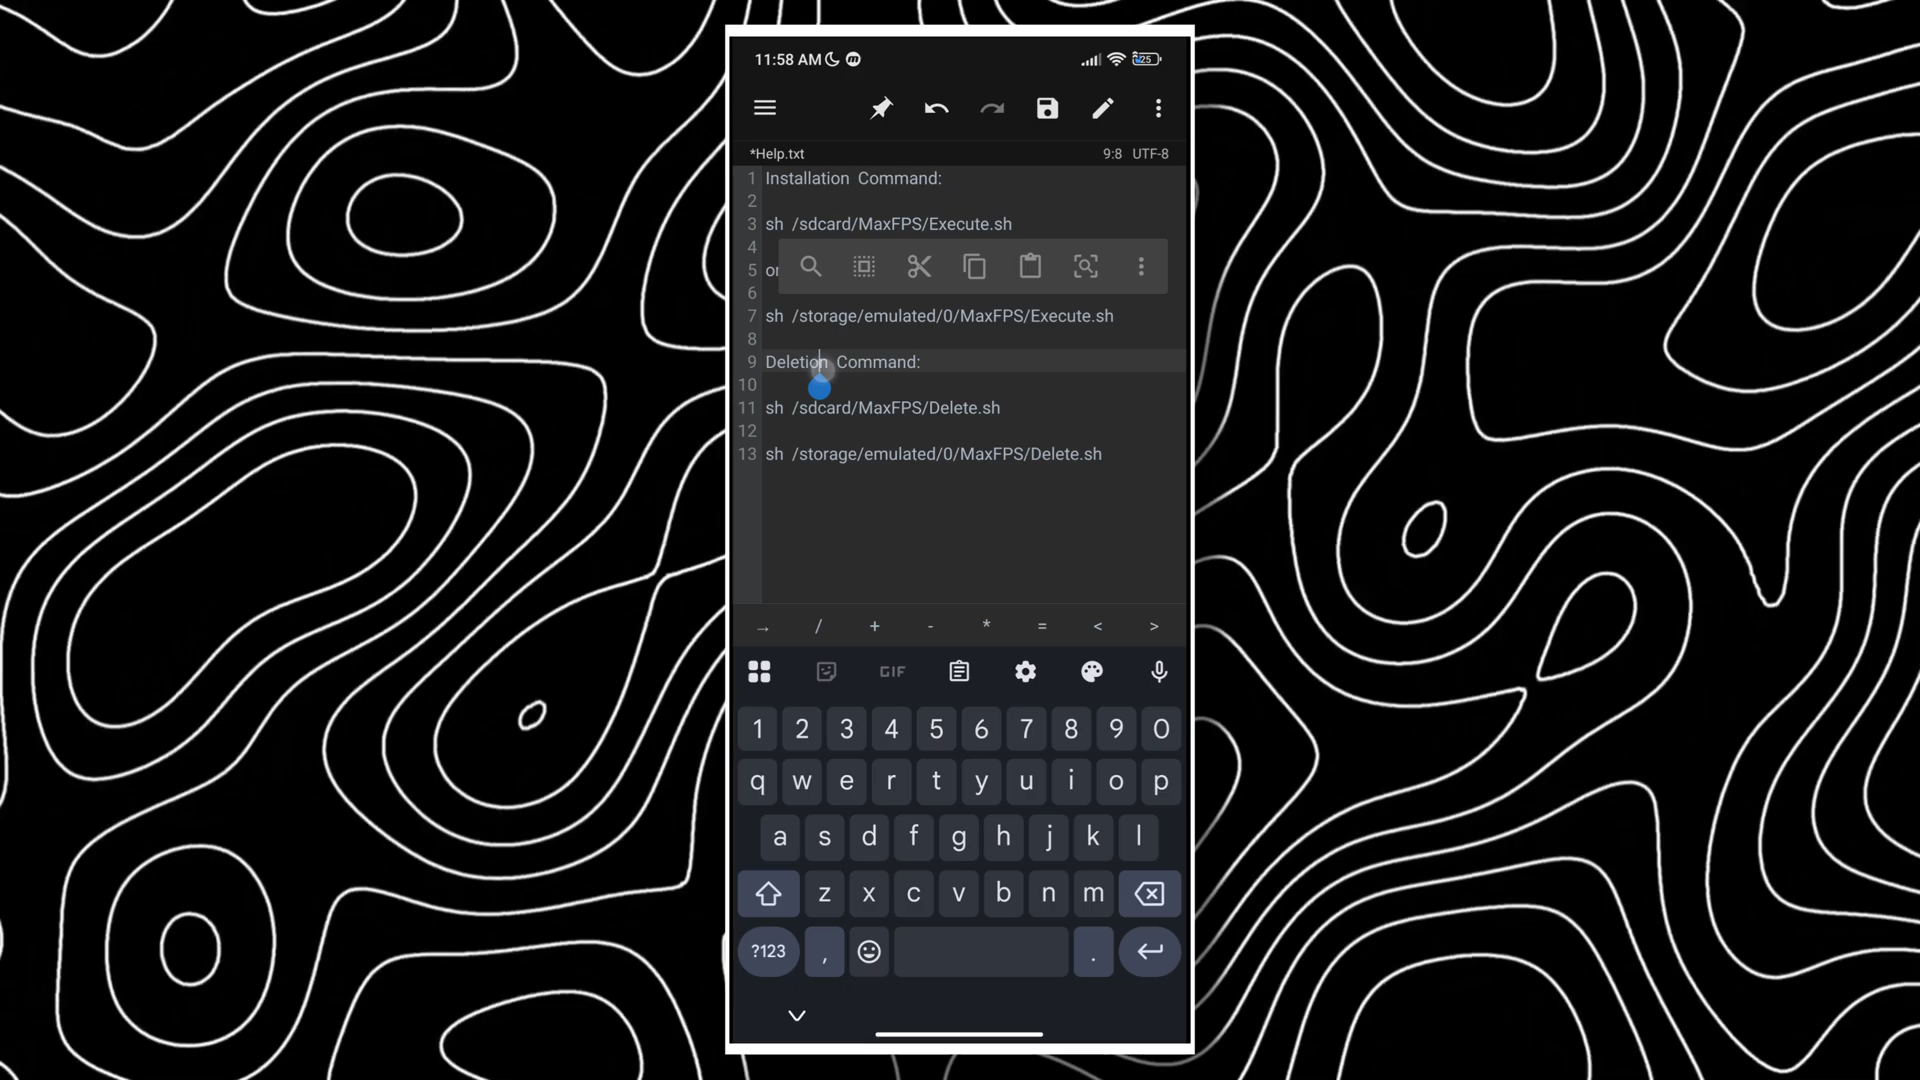 11:58 AM
25
*Help.txt 9:8 UTF-8
1 Installation Command:
2
3 sh /sdcard/MaxFPS/Execute.sh
4
5 or
6
7 sh /storage/emulated/0/MaxFPS/Execute.sh
8
9 Deletion Command:
10
11 sh /sdcard/MaxFPS/Delete.sh
12
13 sh /storage/emulated/0/MaxFPS/Delete.sh
→ / + - * = < >
GIF
1 2 3 4 5 6 7 8 9 0
q w e r t y u i o p
a s d f g h j k l
z x c v b n m
?123 , .